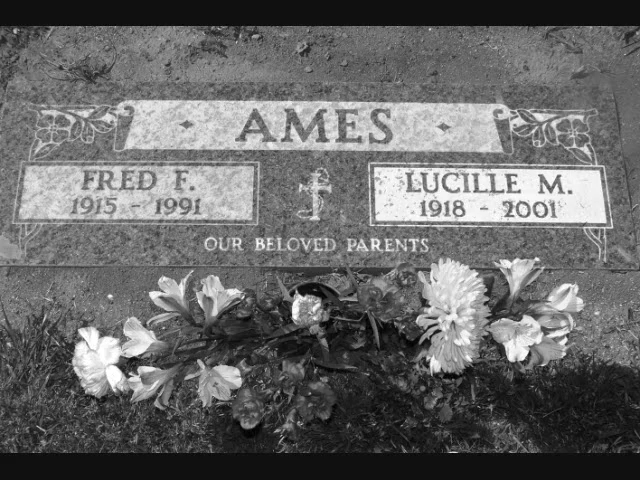 AMES
FRED F.
1915 - 1991
LUCILLE M.
1918 - 2001
OUR BELOVED PARENTS